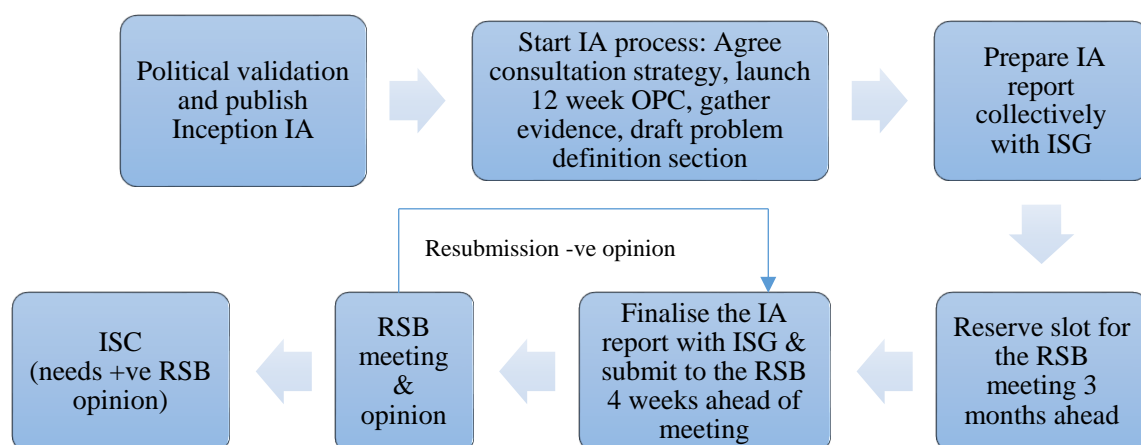 Political validation
and publish
Inception IA
Start IA process: Agree
consultation strategy, launch
12 week OPC, gather
evidence, draft problem
definition section
Prepare IA
report
collectively
with ISG
Reserve slot for
the RSB
meeting 3
months ahead
Finalise the IA
report with ISG &
submit to the RSB
4 weeks ahead of
meeting
Resubmission -ve opinion
RSB
meeting
&
opinion
ISC
(needs +ve RSB
opinion)